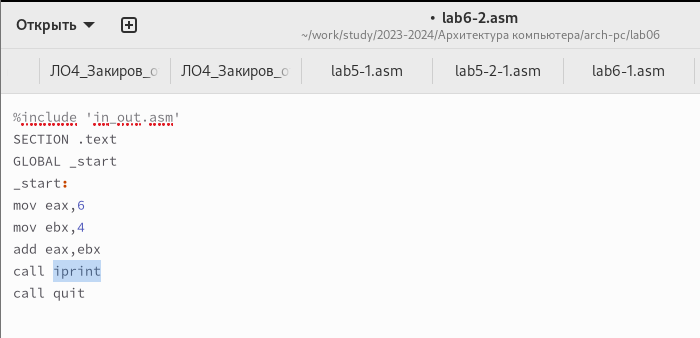 Открыть
• lab6-2.asm
~/work/study/2023-2024/Архитектура компьютера/arch-pc/lab06
ЛО4_Закиров_о ЛО4_Закиров_о lab5-1.asm lab5-2-1.asm lab6-1.asm
%include 'in_out.asm'
SECTION .text
GLOBAL _start
_start:
mov eax,6
mov ebx,4
add eax,ebx
call iprint
call quit